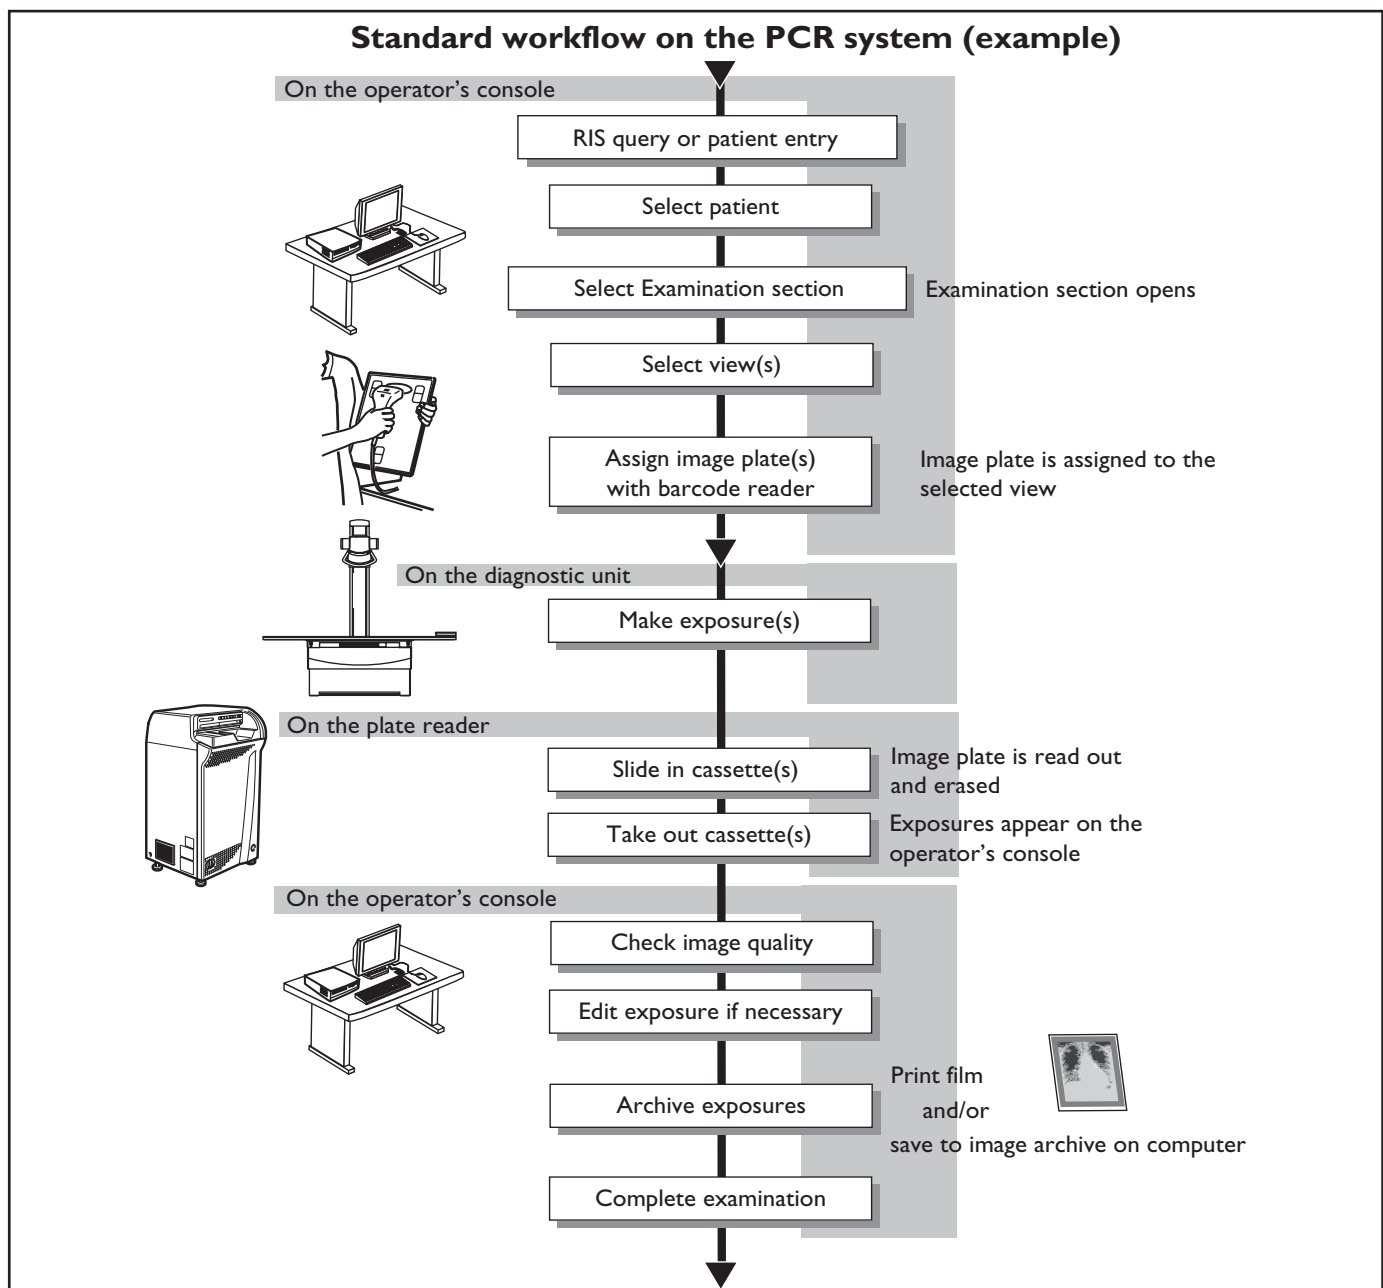 Standard workflow on the PCR system (example)
On the operator’s console
RIS query or patient entry
Select patient
Select Examination section
Examination section opens
Select view(s)
Assign image plate(s)
with barcode reader
Image plate is assigned to the
selected view
On the diagnostic unit
Make exposure(s)
On the plate reader
Slide in cassette(s)
Image plate is read out
and erased
Take out cassette(s)
Exposures appear on the
operator’s console
On the operator’s console
Check image quality
Edit exposure if necessary
Archive exposures
Print film
and/or
save to image archive on computer
Complete examination